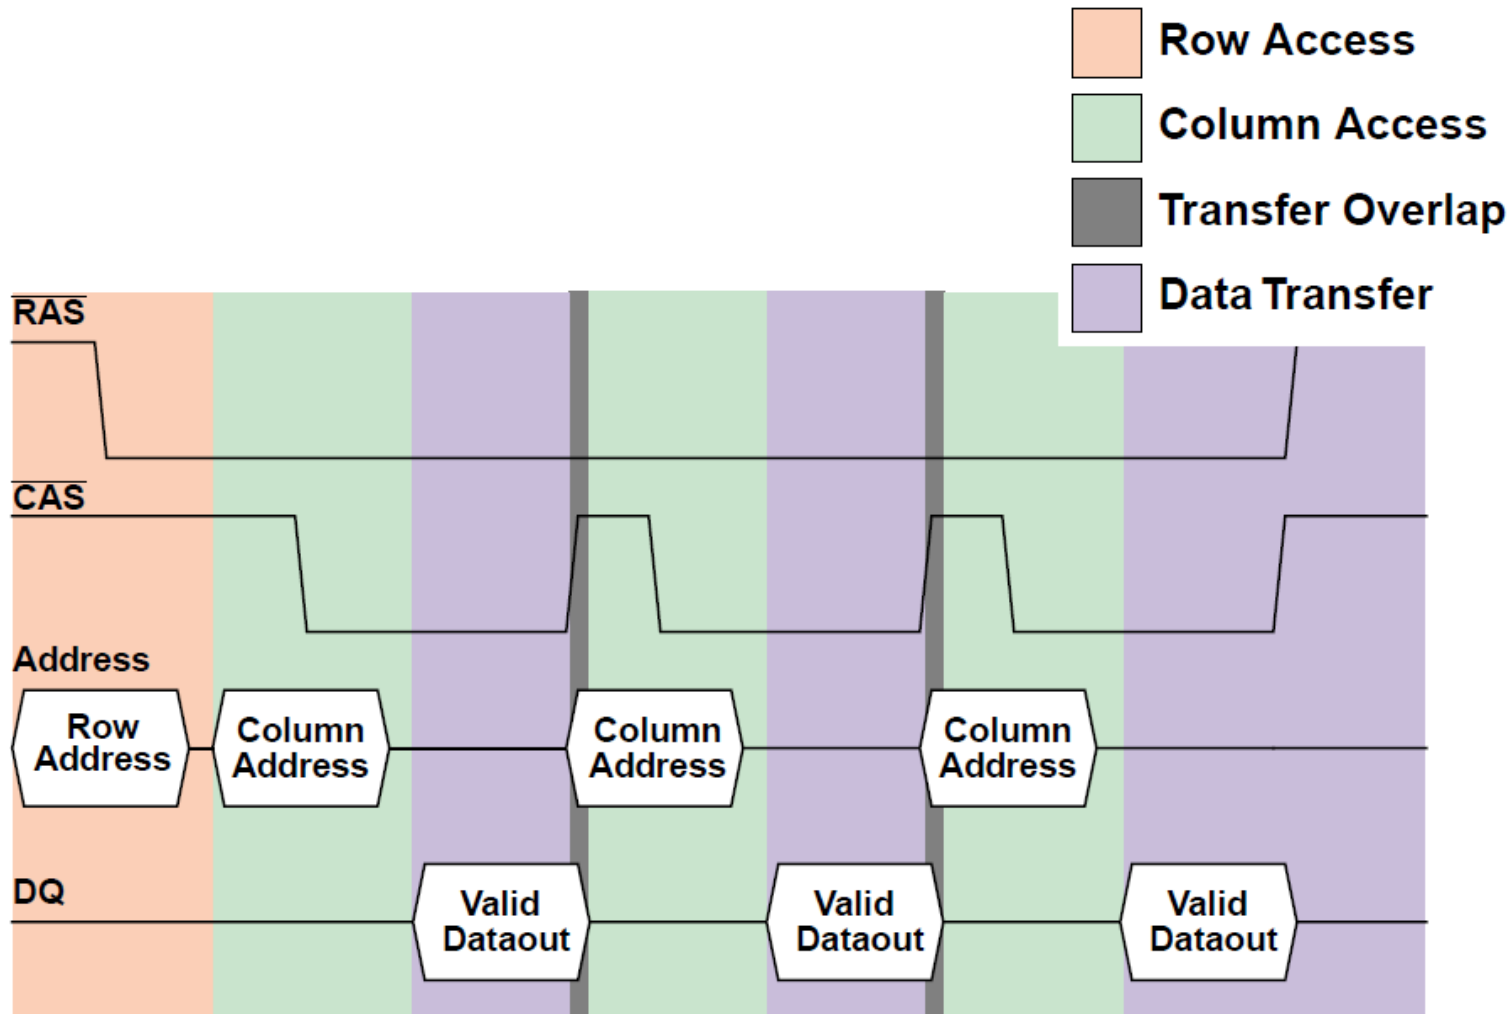 Row Access
Column Access
Transfer Overlap
Data Transfer
RAS
CAS
Address
Row
Address
Column
Address
Column
Address
Column
Address
DQ
Valid
Dataout
Valid
Dataout
Valid
Dataout